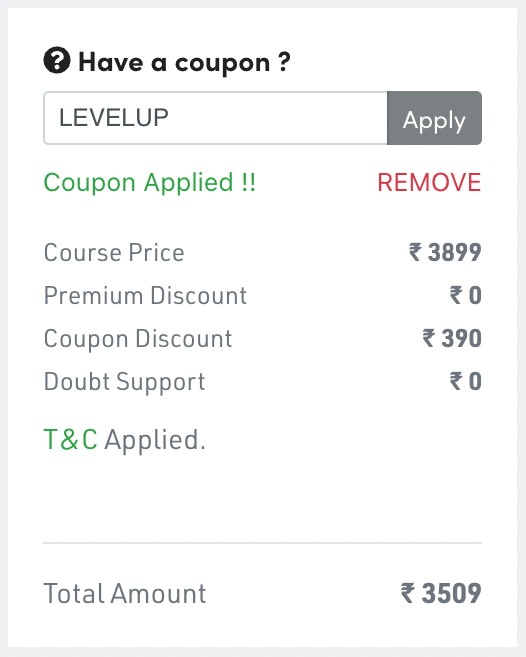 Have a coupon ?
LEVELUP Apply
Coupon Applied !! REMOVE
Course Price ₹ 3899
Premium Discount ₹ 0
Coupon Discount ₹ 390
Doubt Support ₹ 0
T&C Applied.
Total Amount ₹ 3509